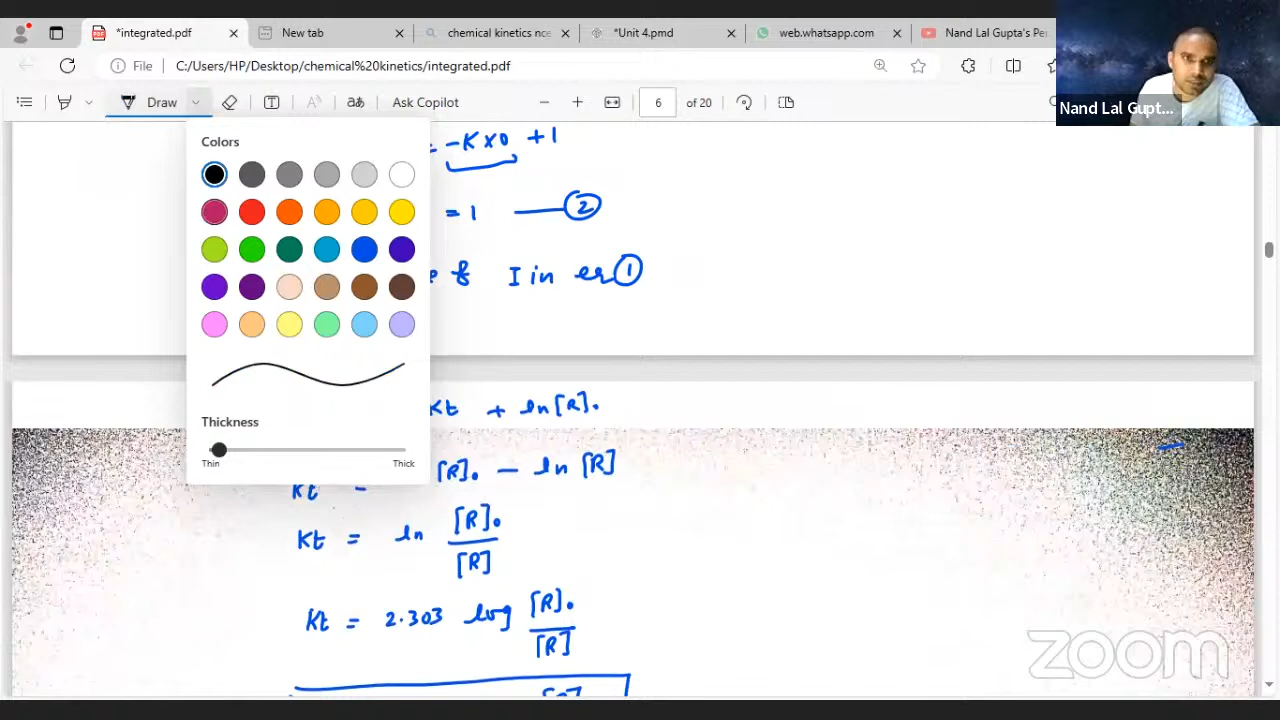 *integrated.pdf
New tab
chemical kinetics nce
*Unit 4.pmd
web.whatsapp.com
Nand Lal Gupta's Per
File C:/Users/HP/Desktop/chemical%20kinetics/integrated.pdf
Draw Ask Copilot 6 of 20
Nand Lal Gupt...
Colors
Thickness
Thin Thick
= -K×0 + I
= I —— ②
I in eq ①
Kt + ln[R]₀
Kt = [R]₀ - ln [R]
Kt = ln [R]₀
[R]
Kt = 2.303 log [R]₀
[R]
zoom